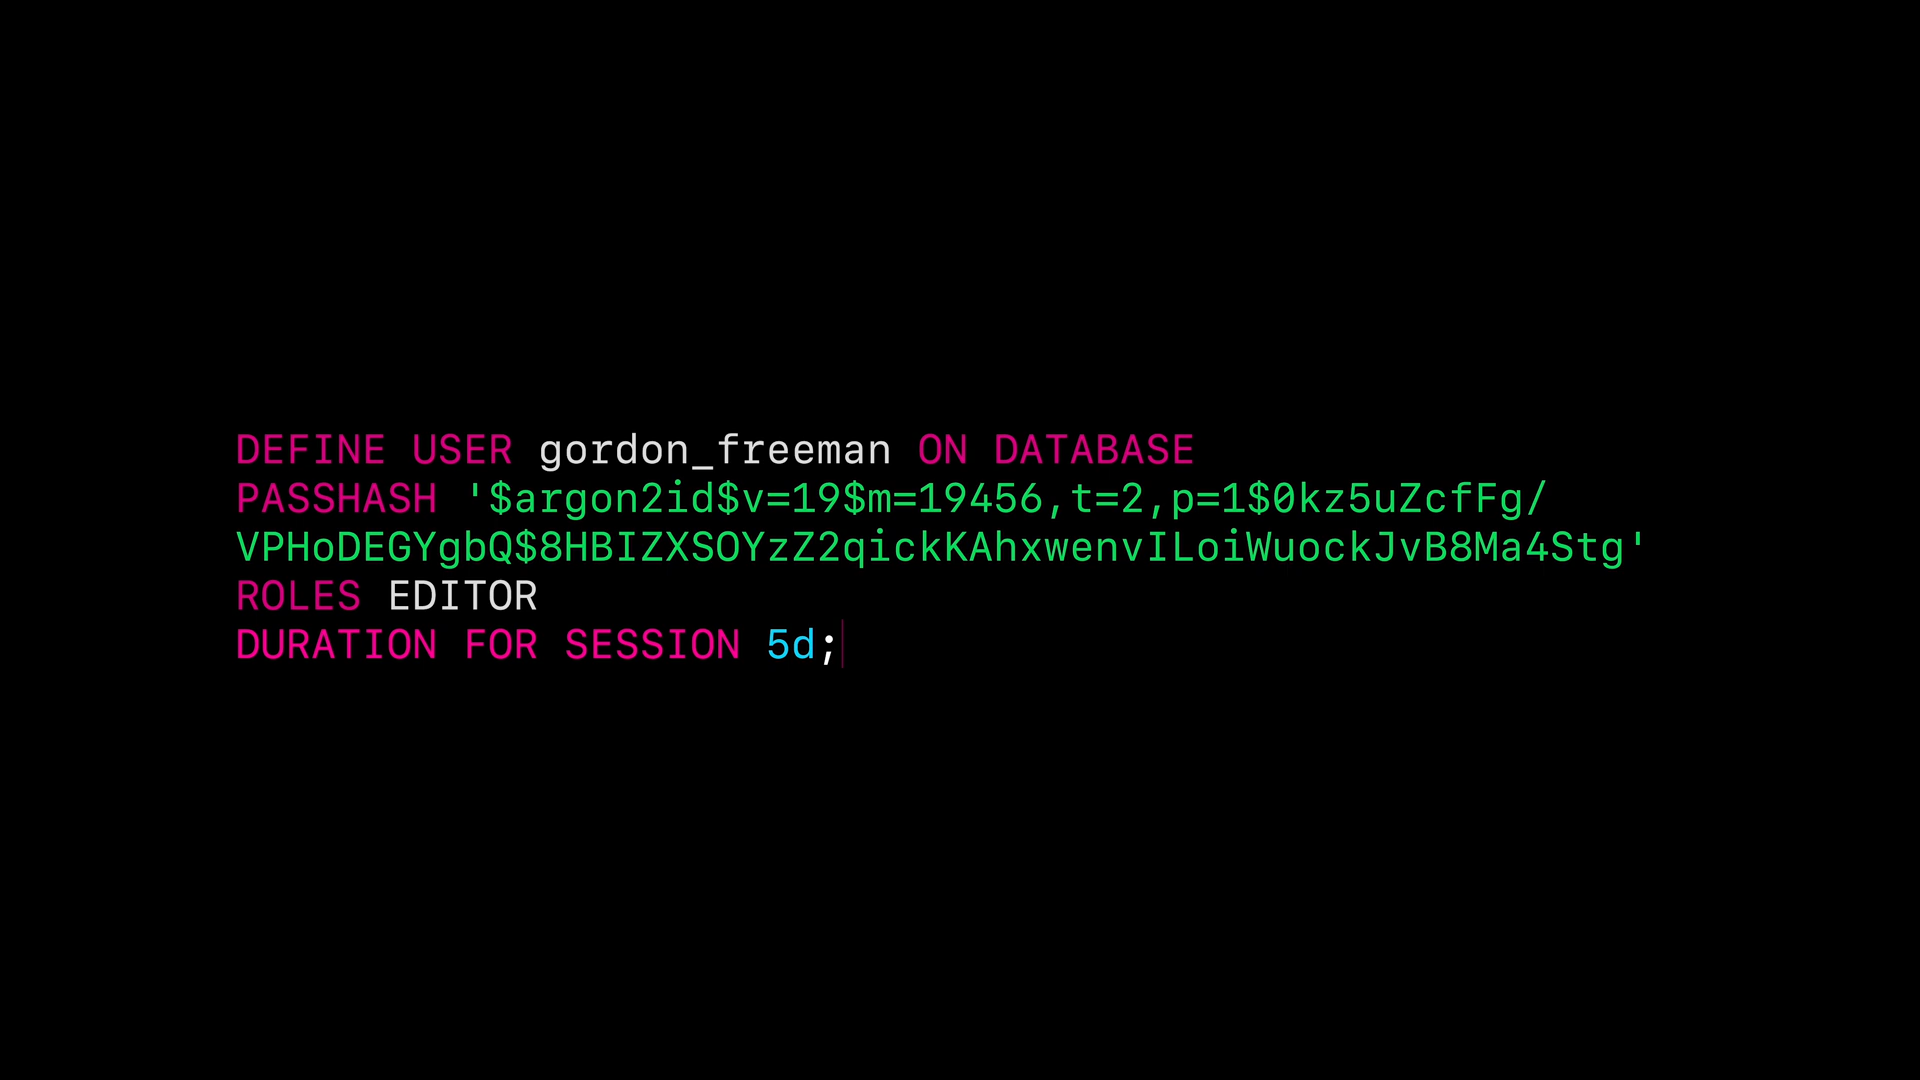 DEFINE USER gordon_freeman ON DATABASE
PASSHASH '$argon2id$v=19$m=19456,t=2,p=1$0kz5uZcfFg/
VPHoDEGYgbQ$8HBIZXSOYzZ2qickKAhxwenvILoiWuockJvB8Ma4Stg'
ROLES EDITOR
DURATION FOR SESSION 5d;